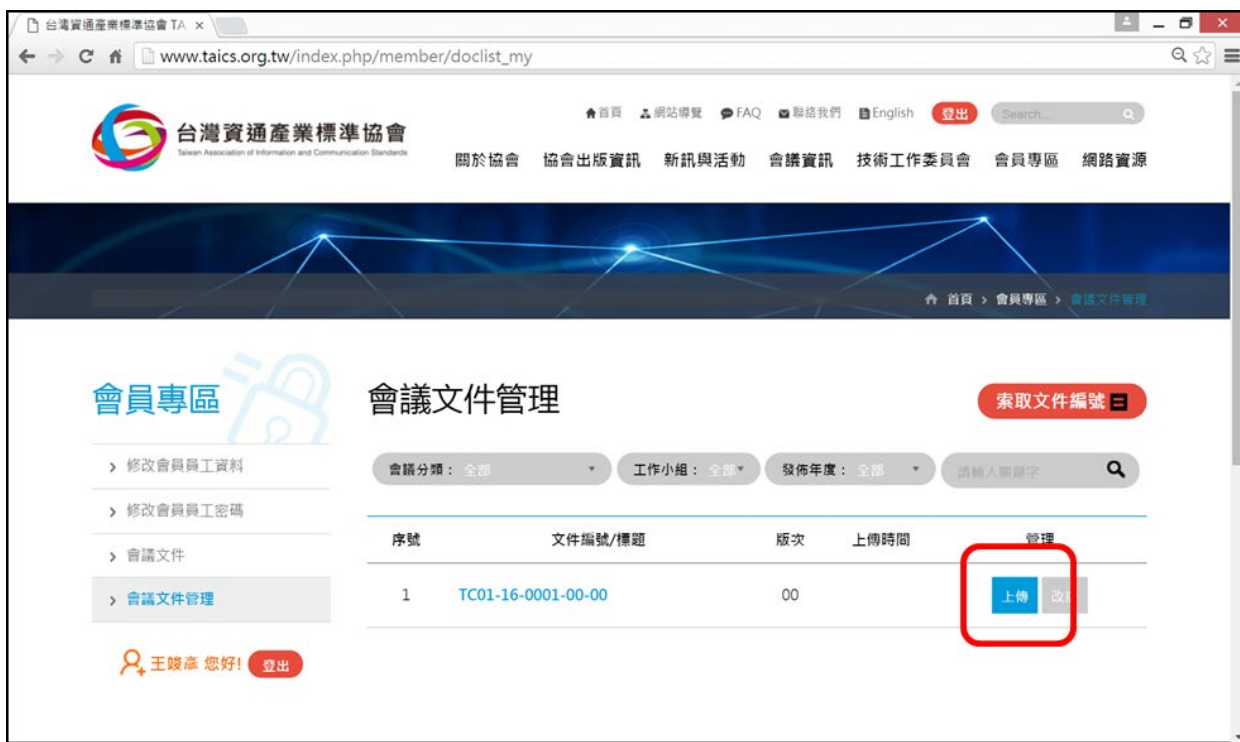 台灣資通產業標準協會 TA
www.taics.org.tw/index.php/member/doclist_my
首頁 網站導覽 FAQ 聯絡我們 English 登出 Search...
台灣資通產業標準協會
Taiwan Association of Information and Communication Standards
關於協會 協會出版資訊 新訊與活動 會議資訊 技術工作委員會 會員專區 網路資源
首頁 > 會員專區 > 會議文件管理
會員專區
會議文件管理
索取文件編號
> 修改會員員工資料
> 修改會員員工密碼
> 會議文件
> 會議文件管理
王竣彥 您好! 登出
會議分類： 全部 工作小組： 全部 發佈年度： 全部 請輸入關鍵字
序號 文件編號/標題 版次 上傳時間 管理
1 TC01-16-0001-00-00 00 上傳 改